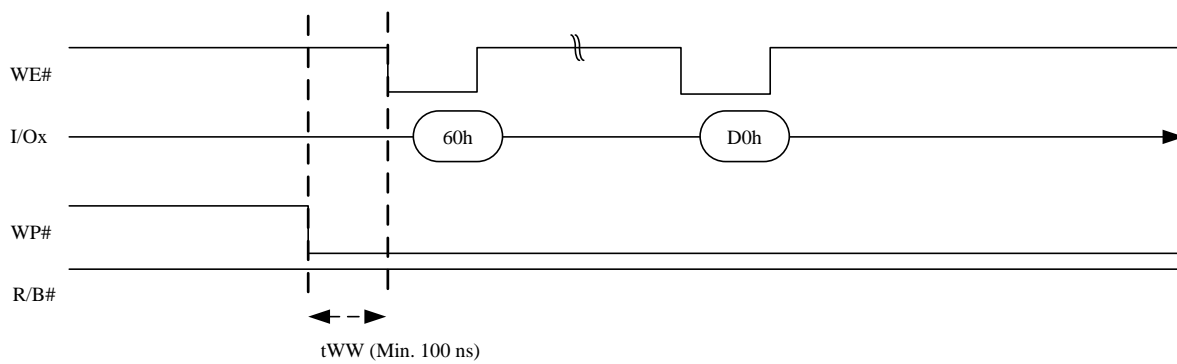 WE#
I/Ox
60h
D0h
WP#
R/B#
tWW (Min. 100 ns)